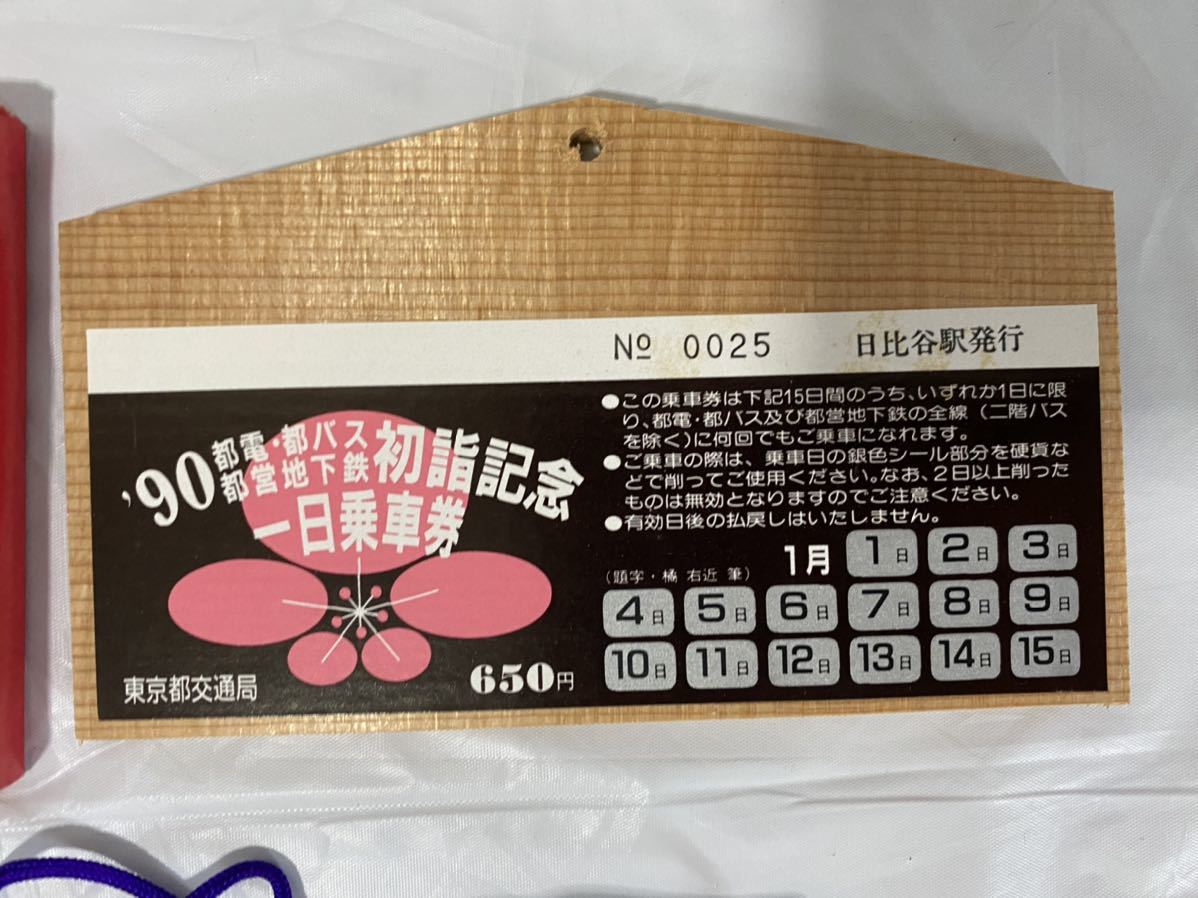 № 0025 日比谷駅発行
'90 都電・都バス
都営地下鉄 初詣記念
一日乗車券
東京都交通局
650円
●この乗車券は下記15日間のうち、いずれか1日に限
り、都電・都バス及び都営地下鉄の全線（二階バス
を除く）に何回でもご乗車になれます。
●ご乗車の際は、乗車日の銀色シール部分を硬貨な
どで削ってご使用ください。なお、2日以上削った
ものは無効となりますのでご注意ください。
●有効日後の払戻しはいたしません。
（題字・橘 右近 筆）
1月 1日 2日 3日
4日 5日 6日 7日 8日 9日
10日 11日 12日 13日 14日 15日